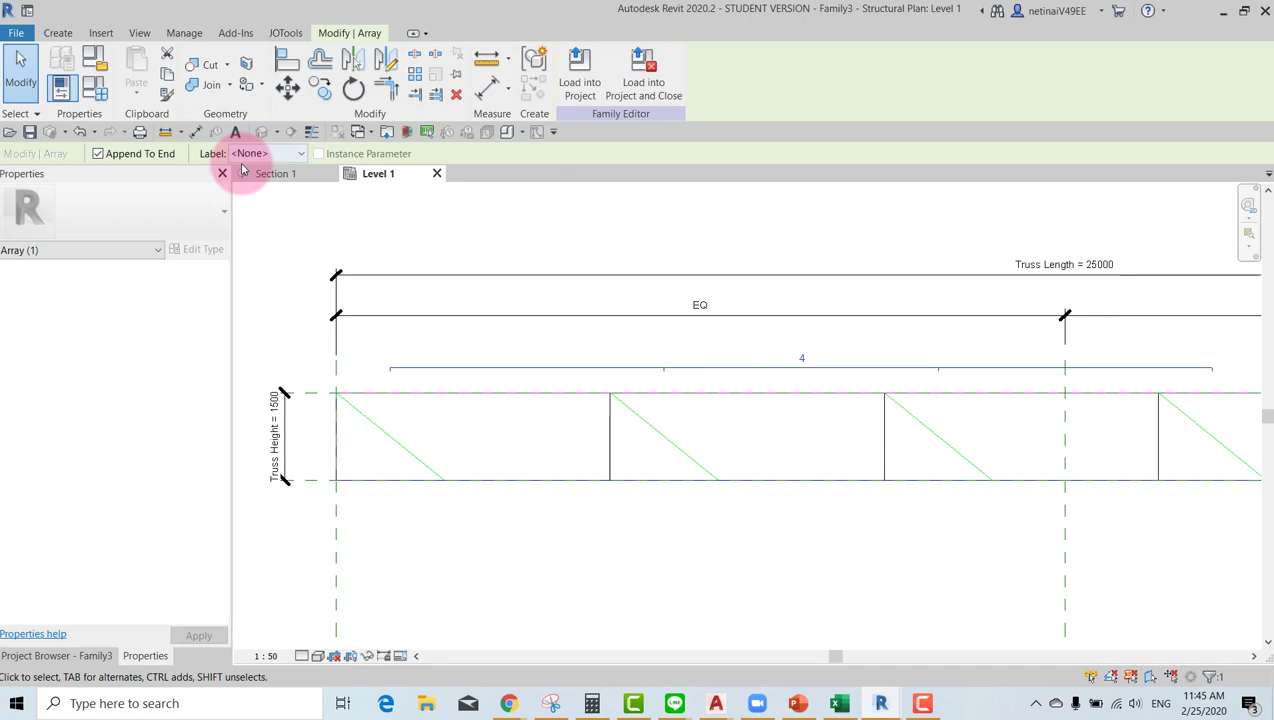 Autodesk Revit 2020.2 - STUDENT VERSION - Family3 - Structural Plan: Level 1
netinaiV49EE
File Create Insert View Manage Add-Ins JOTools Modify | Array
Modify
Paste
Cut
Join
Load into
Project
Load into
Project and Close
Select Properties Clipboard Geometry Modify Measure Create Family Editor
Modify | Array Append To End Label: <None> Instance Parameter
Properties
Section 1
Level 1
R
Array (1)
Edit Type
Truss Length = 25000
EQ
4
Truss Height = 1500
Properties help
Apply
Project Browser - Family3 Properties
1 : 50
Click to select, TAB for alternates, CTRL adds, SHIFT unselects.
:1
Type here to search
ENG
11:45 AM
2/25/2020
3